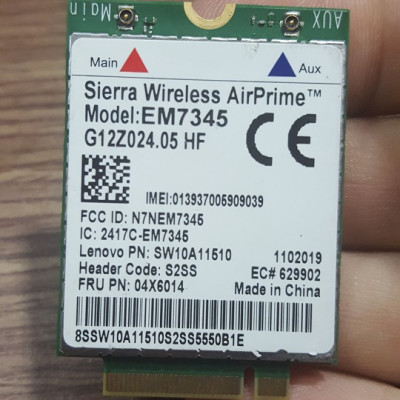 Main
AUX
Main
Aux
Sierra Wireless AirPrime™
Model:EM7345
G12Z024.05 HF
CE
IMEI:013937005909039
FCC ID: N7NEM7345
IC: 2417C-EM7345
Lenovo PN: SW10A11510 1102019
Header Code: S2SS EC# 629902
FRU PN: 04X6014 Made in China
8SSW10A11510S2SS5550B1E